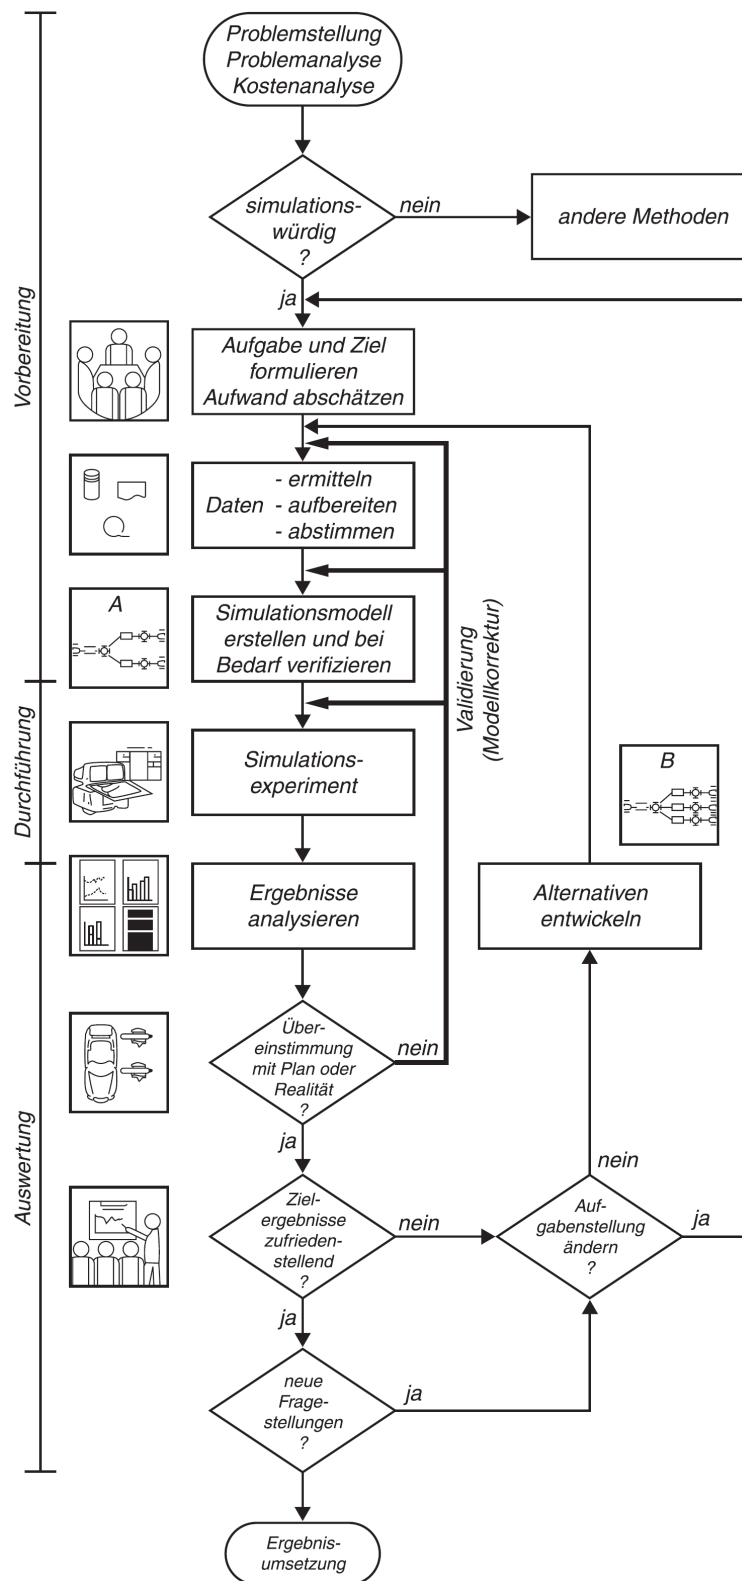 Problemstellung
Problemanalyse
Kostenanalyse
simulations-
würdig
?
nein
andere Methoden
ja
Vorbereitung
Aufgabe und Ziel
formulieren
Aufwand abschätzen
Daten
- ermitteln
- aufbereiten
- abstimmen
A
Simulationsmodell
erstellen und bei
Bedarf verifizieren
Validierung
(Modellkorrektur)
Durchführung
Simulations-
experiment
B
Ergebnisse
analysieren
Alternativen
entwickeln
Über-
einstimmung
mit Plan oder
Realität
?
nein
ja
Auswertung
Ziel-
ergebnisse
zufrieden-
stellend
?
nein
nein
Auf-
gabenstellung
ändern
?
ja
ja
neue
Frage-
stellungen
?
ja
Ergebnis-
umsetzung